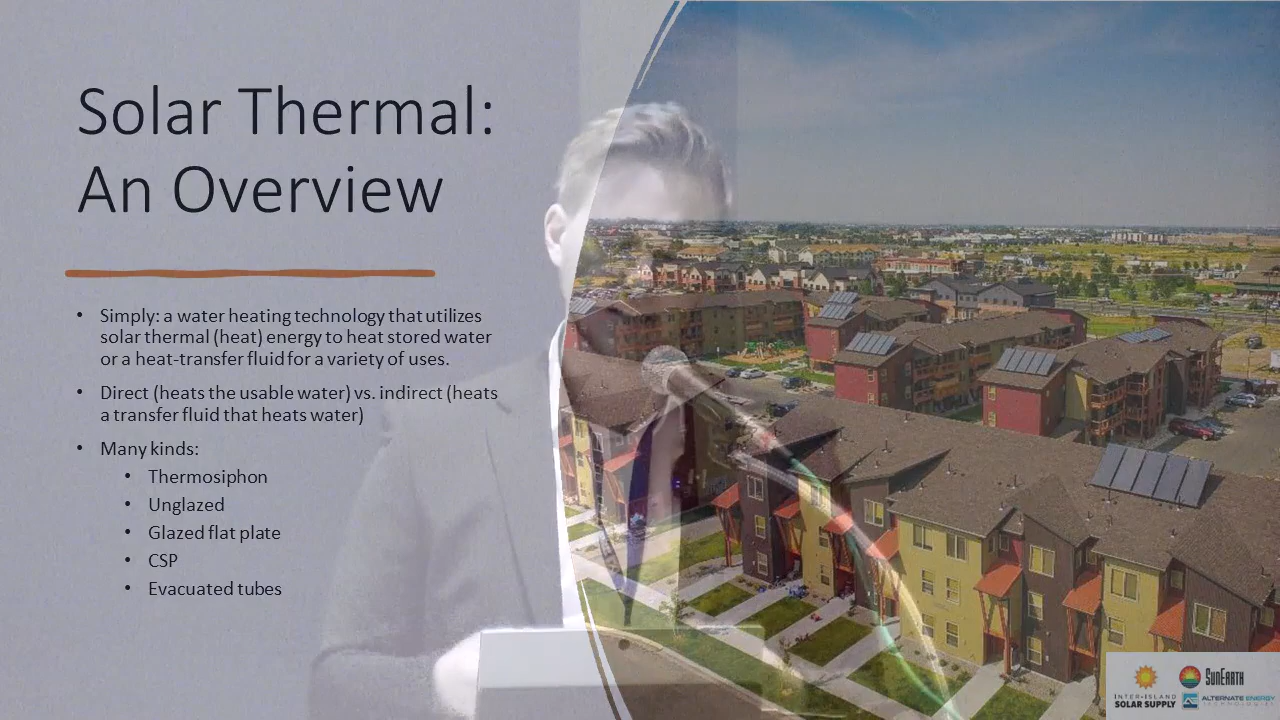 Solar Thermal:
An Overview
• Simply: a water heating technology that utilizes
solar thermal (heat) energy to heat stored water
or a heat-transfer fluid for a variety of uses.
• Direct (heats the usable water) vs. indirect (heats
a transfer fluid that heats water)
• Many kinds:
• Thermosiphon
• Unglazed
• Glazed flat plate
• CSP
• Evacuated tubes
INTER-ISLAND
SOLAR SUPPLY
SUNEARTH
ALTERNATE ENERGY
TECHNOLOGIES